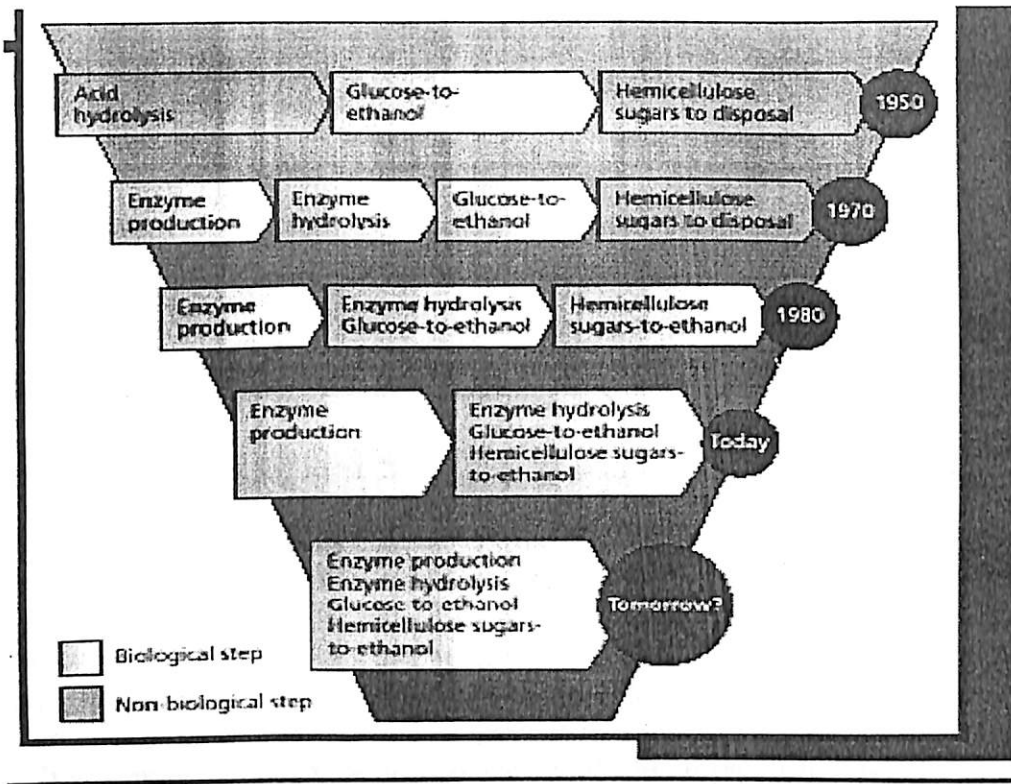 Acid
hydrolysis
Glucose-to-
ethanol
Hemicellulose
sugars to disposal
1950
Enzyme
production
Enzyme
hydrolysis
Glucose-to-
ethanol
Hemicellulose
sugars to disposal
1970
Enzyme
production
Enzyme hydrolysis
Glucose-to-ethanol
Hemicellulose
sugars-to-ethanol
1980
Enzyme
production
Enzyme hydrolysis
Glucose-to-ethanol
Hemicellulose sugars-
to-ethanol
Today
Enzyme production
Enzyme hydrolysis
Glucose to ethanol
Hemicellulose sugars-
to-ethanol
Tomorrow?
Biological step
Non-biological step